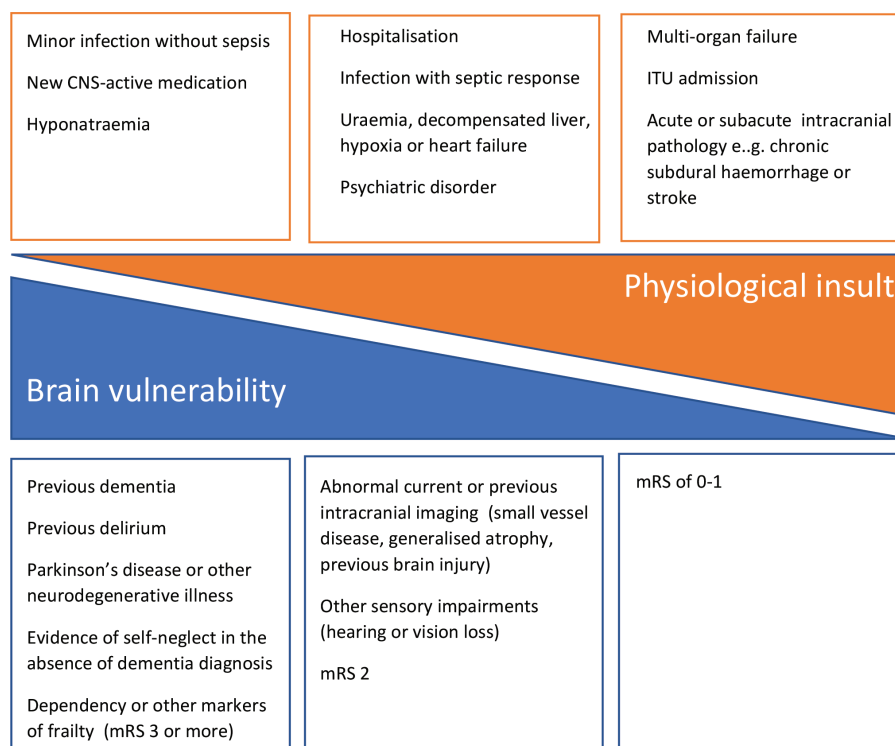 Minor infection without sepsis
New CNS-active medication
Hyponatraemia
Hospitalisation
Infection with septic response
Uraemia, decompensated liver,
hypoxia or heart failure
Psychiatric disorder
Multi-organ failure
ITU admission
Acute or subacute intracranial
pathology e..g. chronic
subdural haemorrhage or
stroke
Physiological insult
Brain vulnerability
Previous dementia
Previous delirium
Parkinson’s disease or other
neurodegenerative illness
Evidence of self-neglect in the
absence of dementia diagnosis
Dependency or other markers
of frailty (mRS 3 or more)
Abnormal current or previous
intracranial imaging (small vessel
disease, generalised atrophy,
previous brain injury)
Other sensory impairments
(hearing or vision loss)
mRS 2
mRS of 0-1